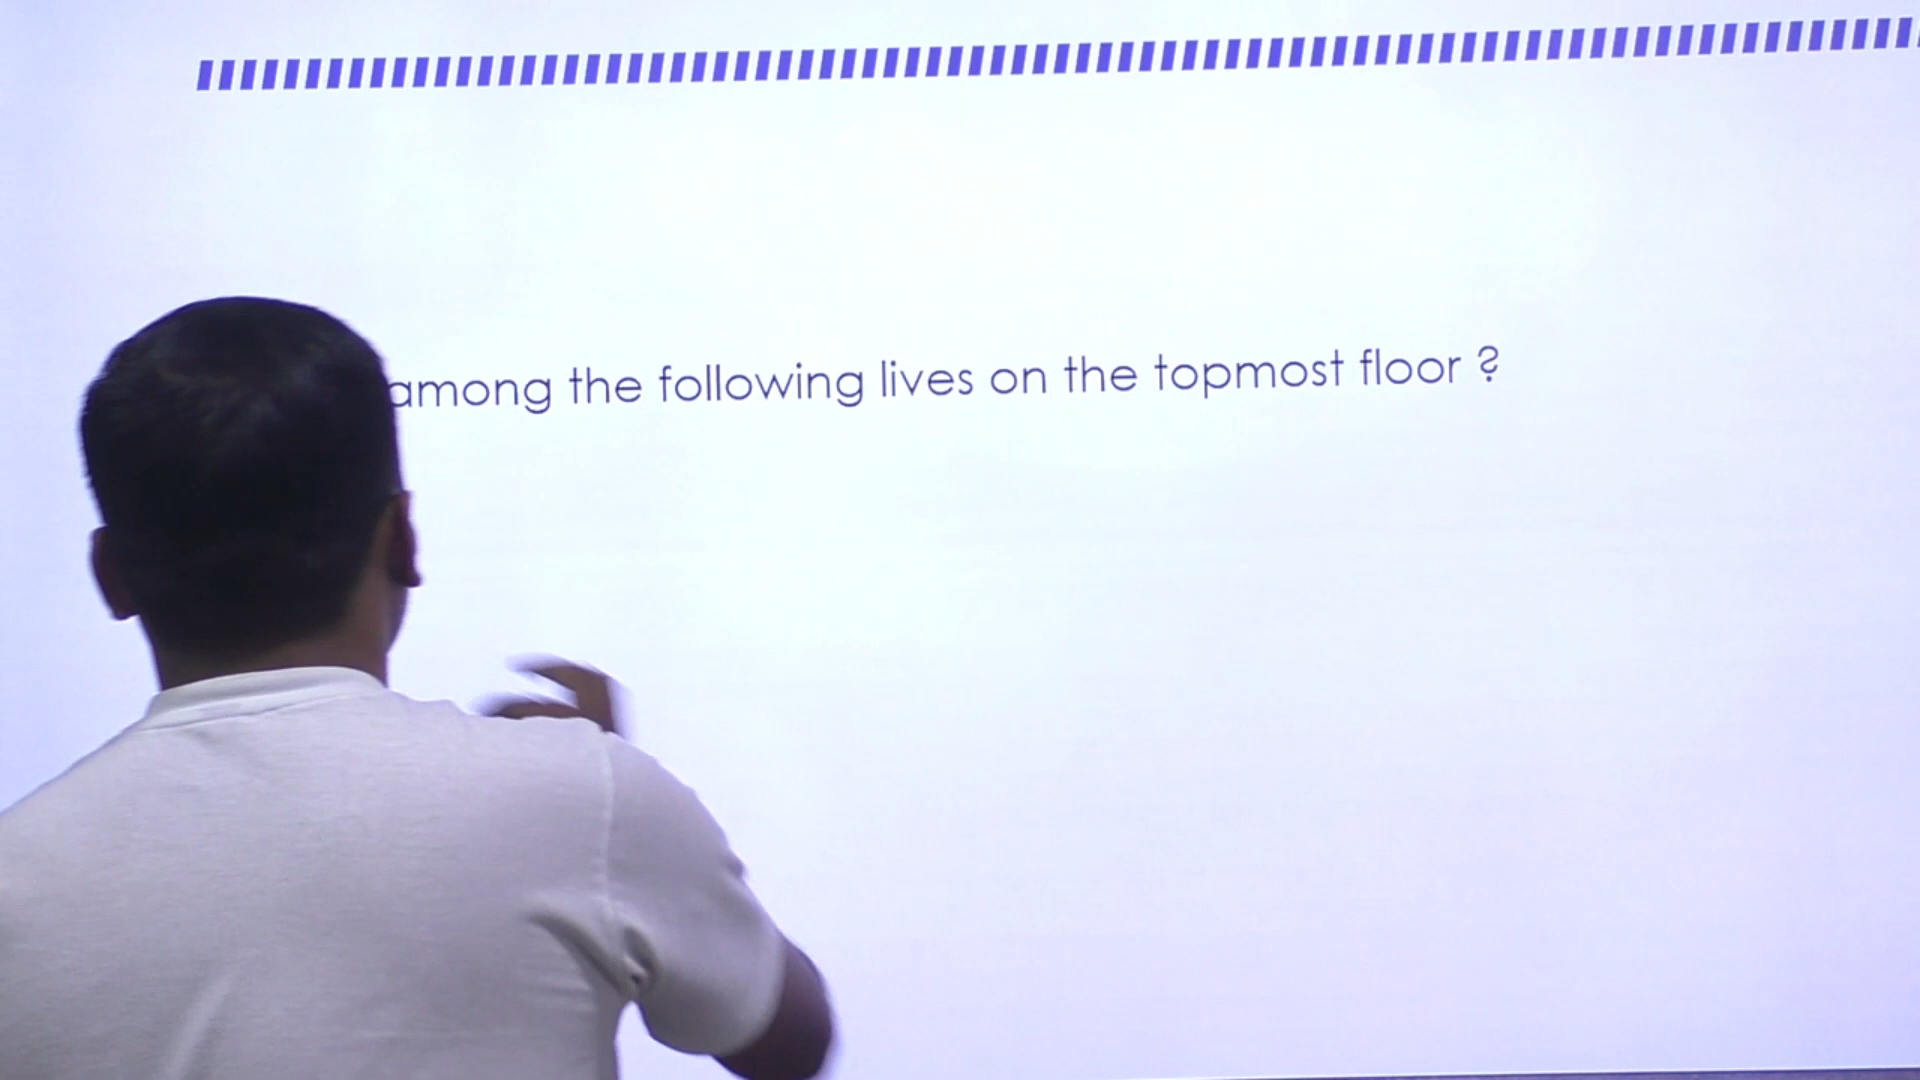 among the following lives on the topmost floor ?